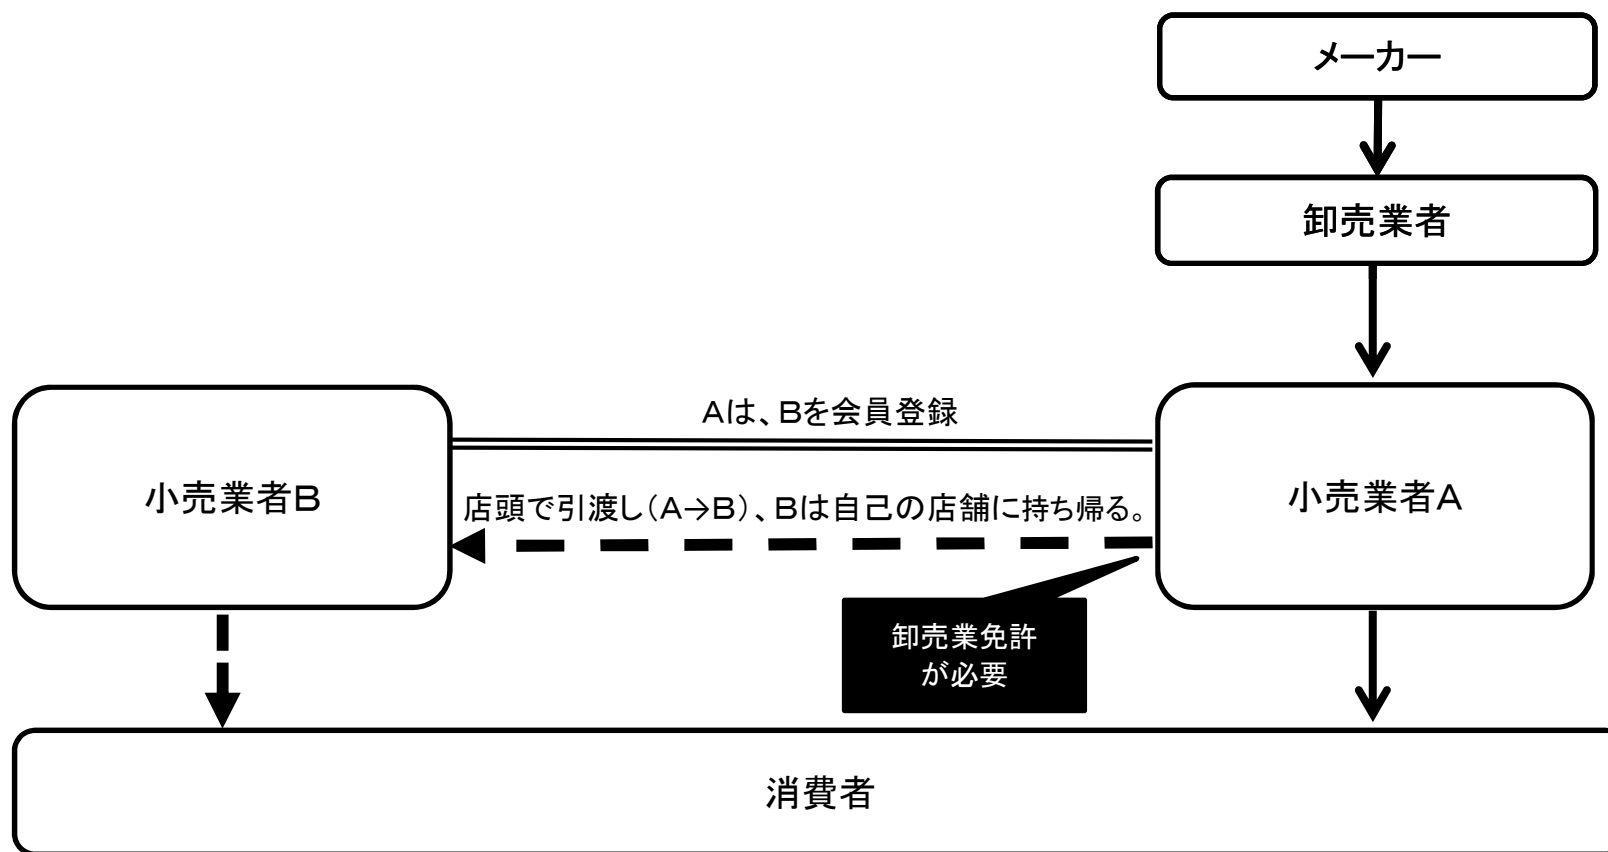 メーカー
卸売業者
Aは、Bを会員登録
小売業者B
店頭で引渡し(A→B)、Bは自己の店舗に持ち帰る。
小売業者A
卸売業免許
が必要
消費者